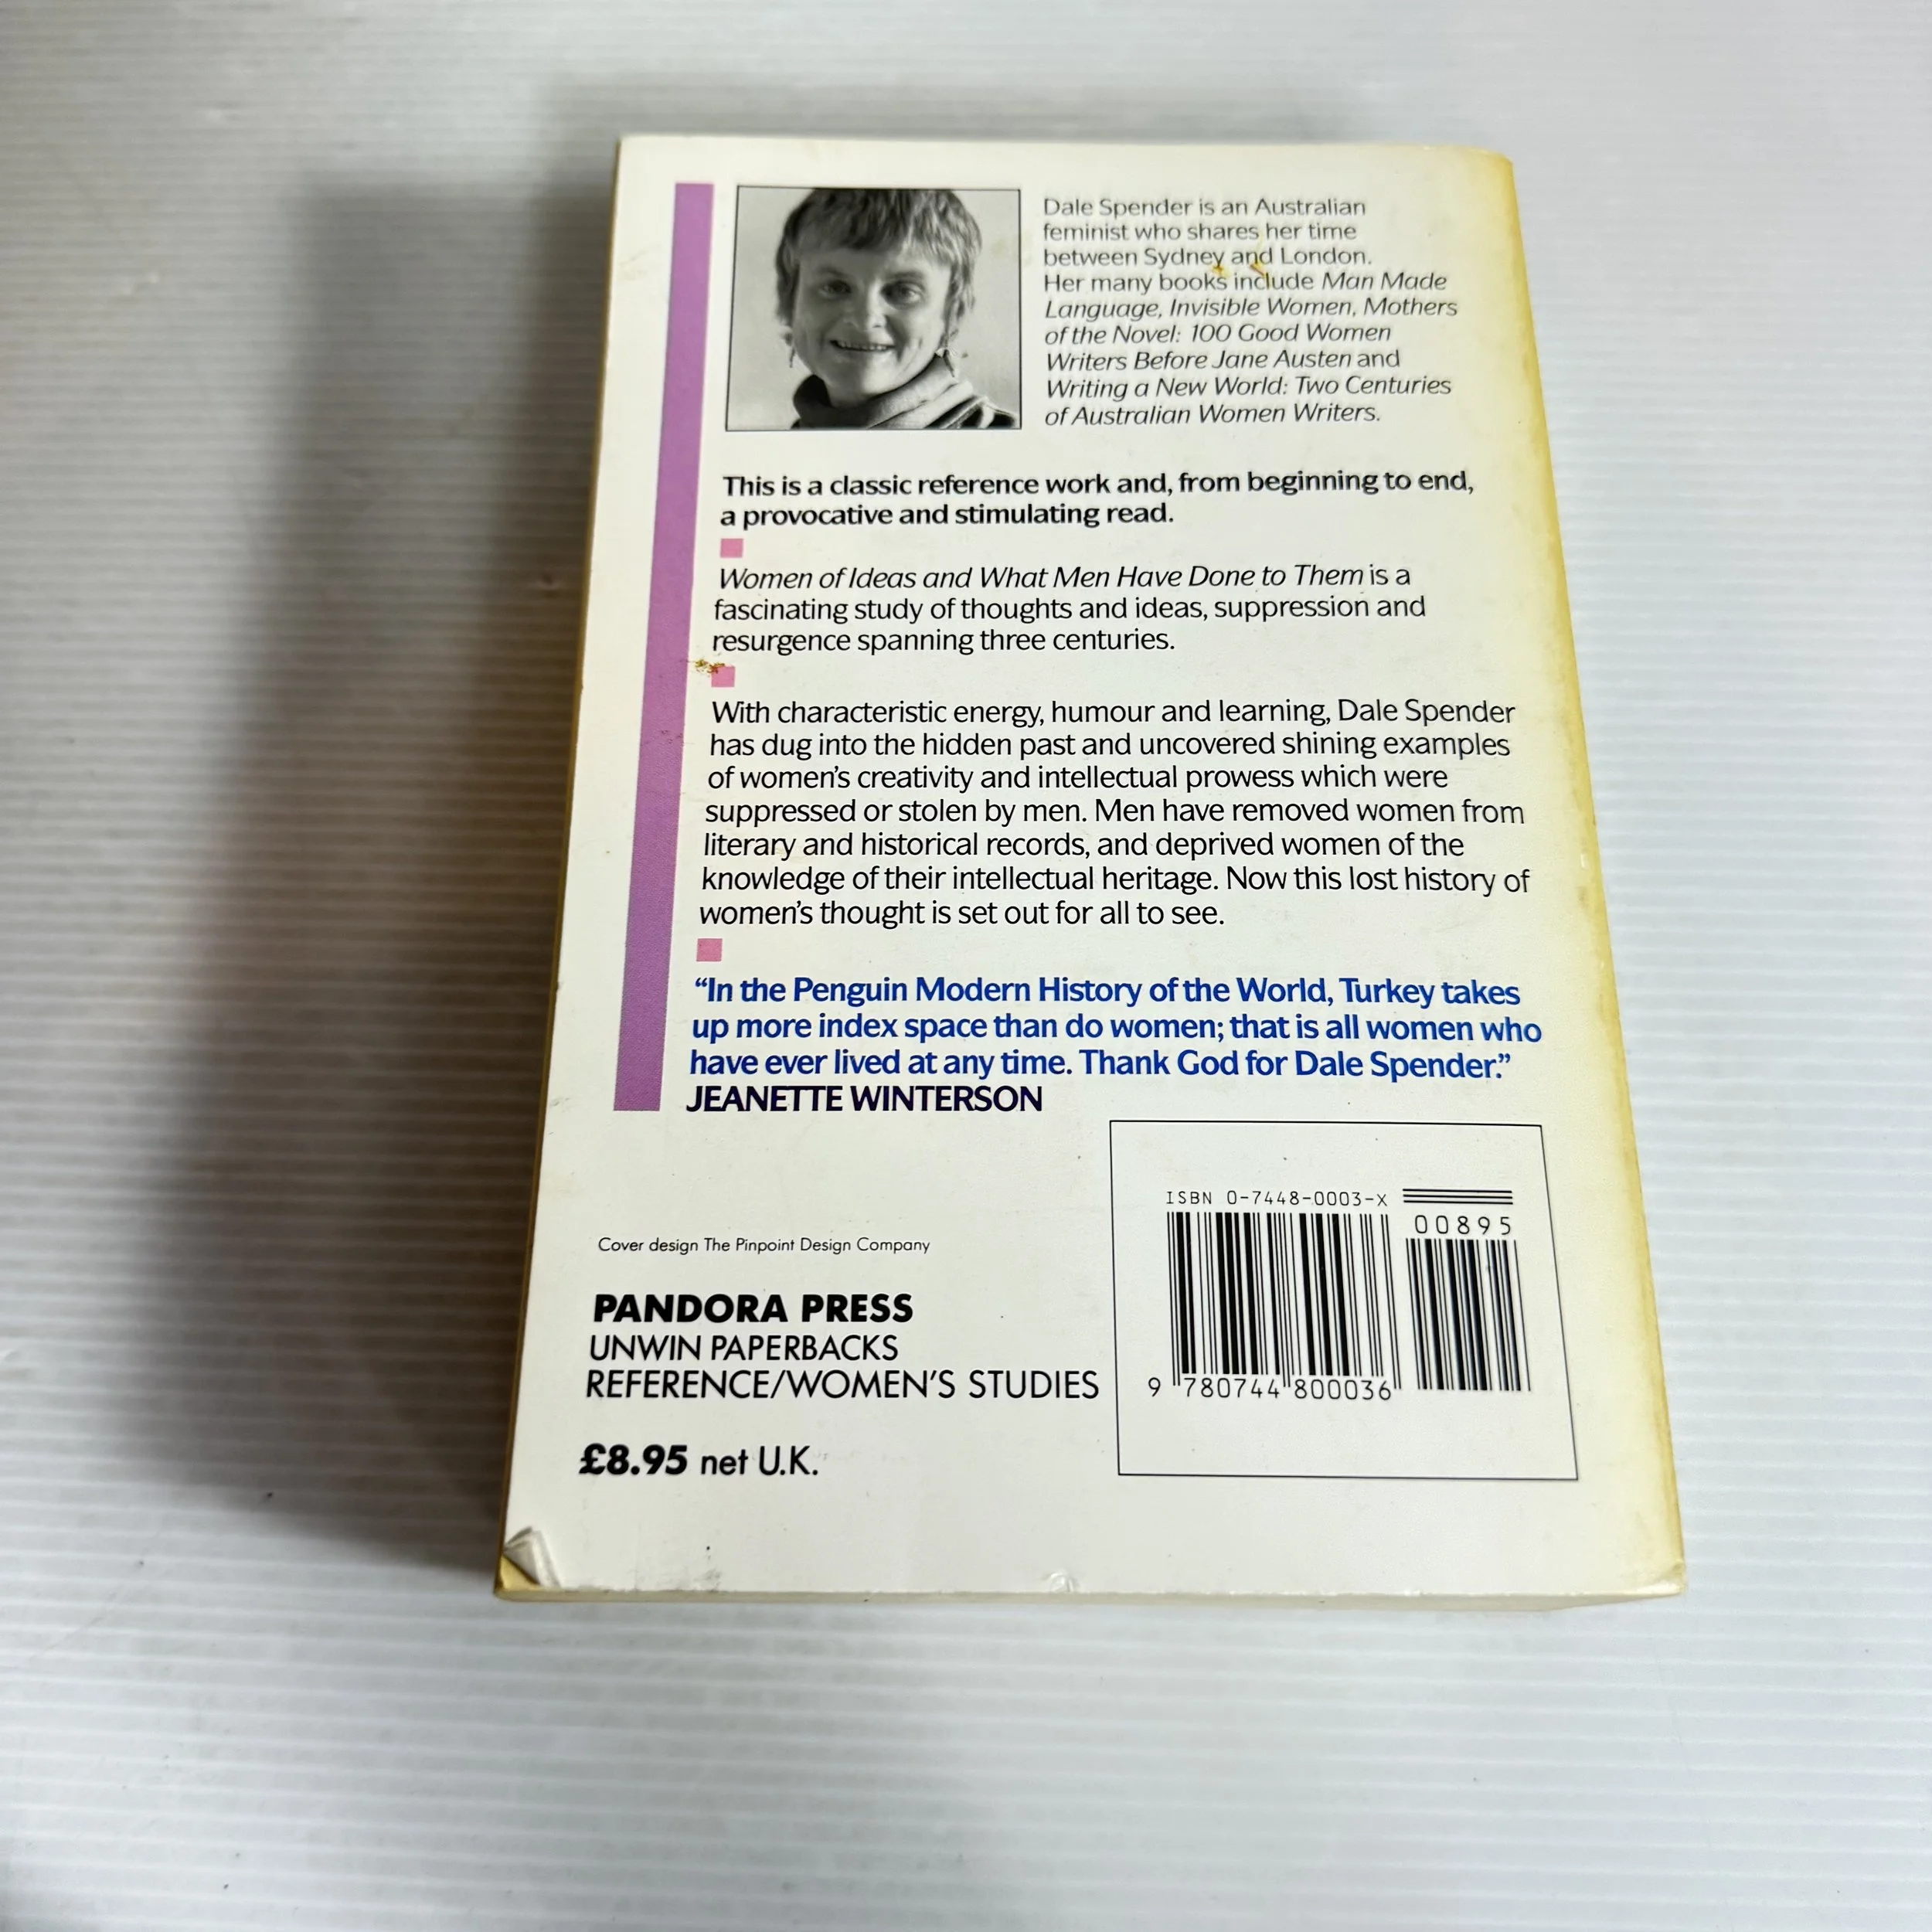 Dale Spender is an Australian
feminist who shares her time
between Sydney and London.
Her many books include Man Made
Language, Invisible Women, Mothers
of the Novel: 100 Good Women
Writers Before Jane Austen and
Writing a New World: Two Centuries
of Australian Women Writers.
This is a classic reference work and, from beginning to end,
a provocative and stimulating read.
Women of Ideas and What Men Have Done to Them is a
fascinating study of thoughts and ideas, suppression and
resurgence spanning three centuries.
With characteristic energy, humour and learning, Dale Spender
has dug into the hidden past and uncovered shining examples
of women's creativity and intellectual prowess which were
suppressed or stolen by men. Men have removed women from
literary and historical records, and deprived women of the
knowledge of their intellectual heritage. Now this lost history of
women's thought is set out for all to see.
“In the Penguin Modern History of the World, Turkey takes
up more index space than do women; that is all women who
have ever lived at any time. Thank God for Dale Spender.”
JEANETTE WINTERSON
ISBN 0-7448-0003-X
00895
9 780744 800036
Cover design The Pinpoint Design Company
PANDORA PRESS
UNWIN PAPERBACKS
REFERENCE/WOMEN'S STUDIES
£8.95 net U.K.